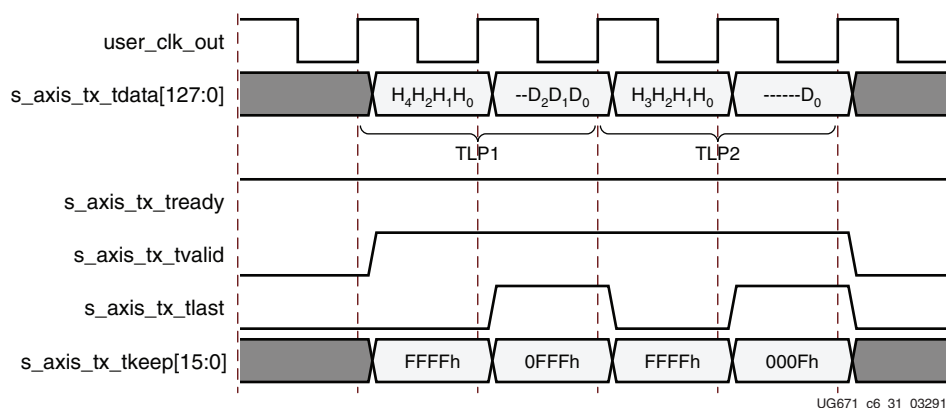 user_clk_out
s_axis_tx_tdata[127:0] H4H2H1H0 --D2D1D0 H3H2H1H0 ------D0
TLP1 TLP2
s_axis_tx_tready
s_axis_tx_tvalid
s_axis_tx_tlast
s_axis_tx_tkeep[15:0] FFFFh 0FFFh FFFFh 000Fh
UG671_c6_31_03291